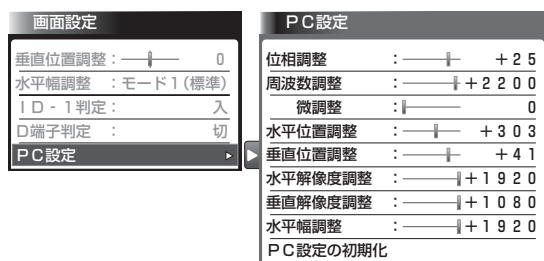 画面設定
垂直位置調整： 0
水平幅調整 ：モード1(標準)
ＩＤ‐１判定： 入
Ｄ端子判定 ： 切
ＰＣ設定
ＰＣ設定
位相調整 ： ＋２５
周波数調整 ： ＋２２００
微調整 ： 0
水平位置調整 ： ＋３０３
垂直位置調整 ： ＋４１
水平解像度調整 ： ＋１９２０
垂直解像度調整 ： ＋１０８０
水平幅調整 ： ＋１９２０
ＰＣ設定の初期化